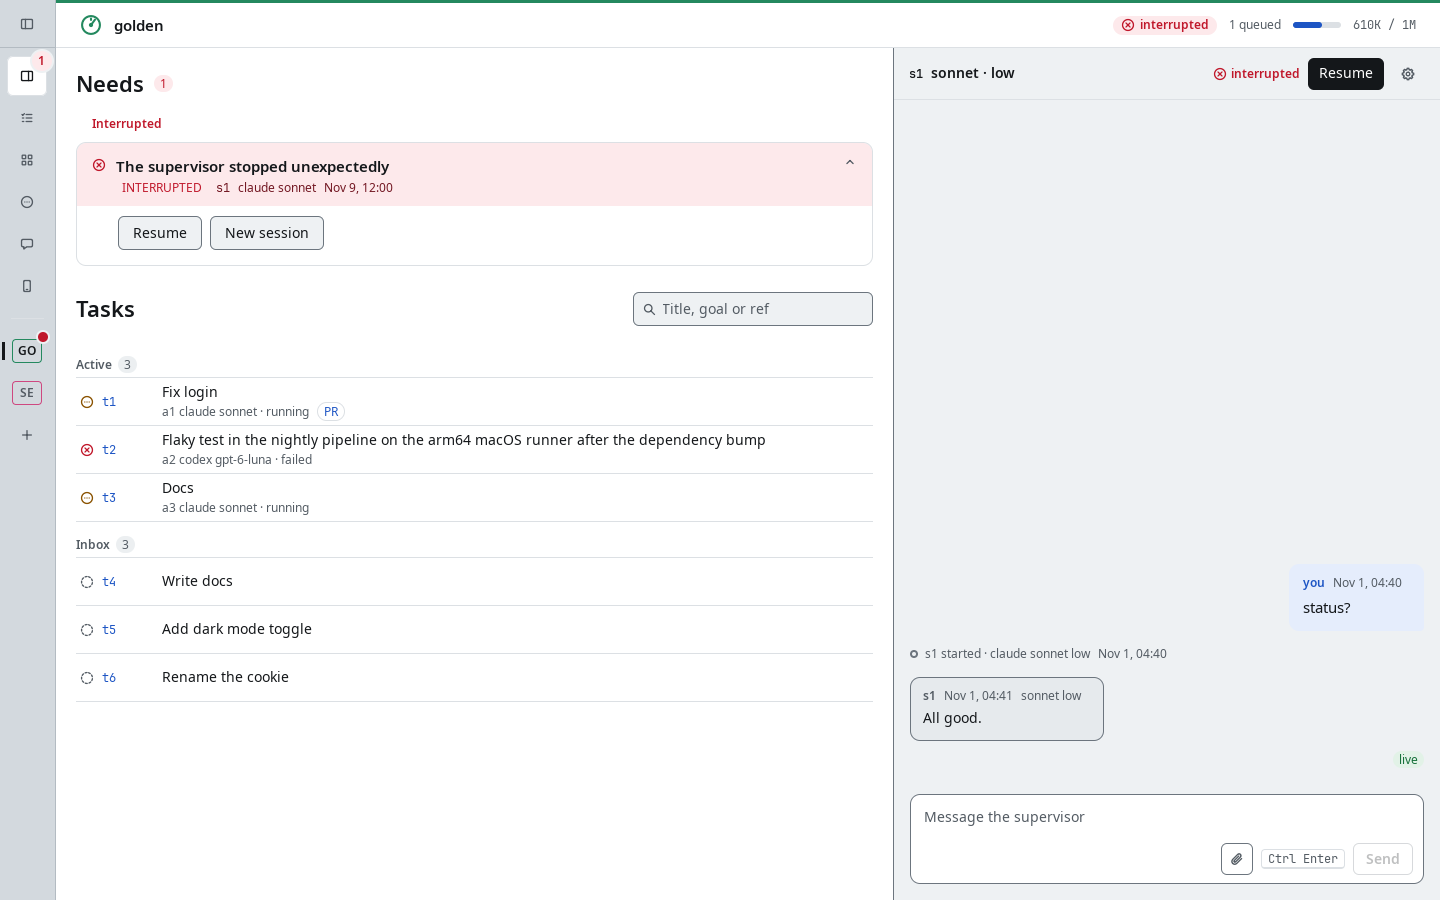 golden
interrupted 1 queued 610K / 1M
1
GO
SE
Needs 1
Interrupted
The supervisor stopped unexpectedly
INTERRUPTED s1 claude sonnet Nov 9, 12:00
Resume New session
Tasks
Title, goal or ref
Active 3
t1 Fix login
a1 claude sonnet · running PR
t2 Flaky test in the nightly pipeline on the arm64 macOS runner after the dependency bump
a2 codex gpt-6-luna · failed
t3 Docs
a3 claude sonnet · running
Inbox 3
t4 Write docs
t5 Add dark mode toggle
t6 Rename the cookie
s1 sonnet · low interrupted Resume
you Nov 1, 04:40
status?
s1 started · claude sonnet low Nov 1, 04:40
s1 Nov 1, 04:41 sonnet low
All good.
live
Message the supervisor
Ctrl Enter Send